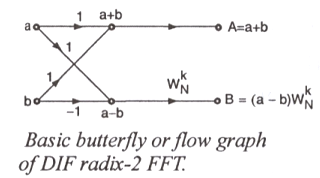 1 a+b
a A=a+b
1
1 W_N^k
b B = (a – b)W_N^k
-1 a-b
Basic butterfly or flow graph
of DIF radix-2 FFT.